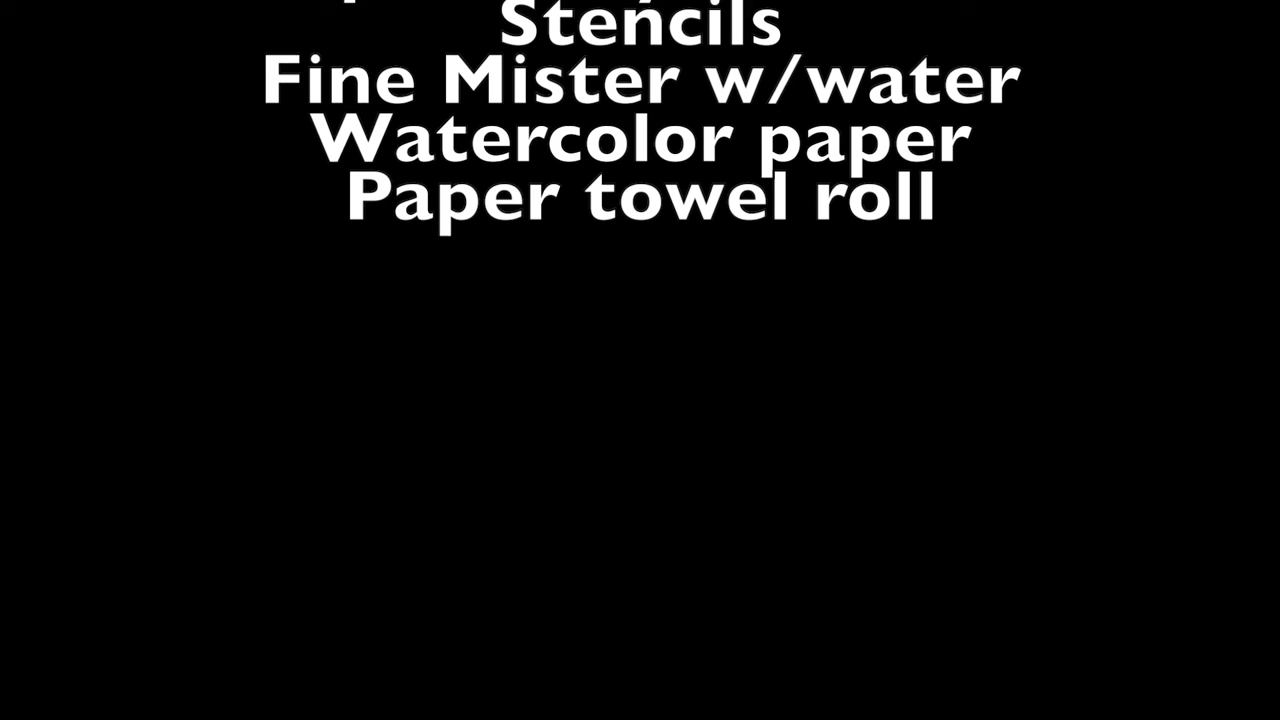 Stencils
Fine Mister w/water
Watercolor paper
Paper towel roll